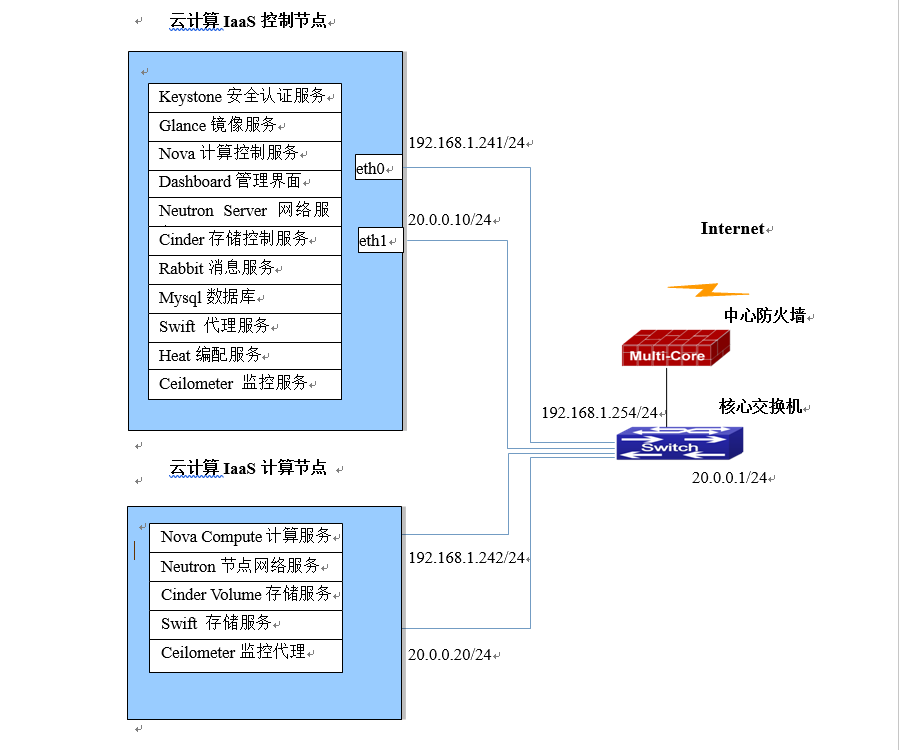 云计算 IaaS 控制节点
Keystone 安全认证服务
Glance 镜像服务
Nova 计算控制服务
Dashboard 管理界面
Neutron Server 网络服
Cinder 存储控制服务
Rabbit 消息服务
Mysql 数据库
Swift 代理服务
Heat 编配服务
Ceilometer 监控服务
eth0
eth1
192.168.1.241/24
20.0.0.10/24
Internet
中心防火墙
Multi-Core
192.168.1.254/24
核心交换机
Switch
20.0.0.1/24
云计算 IaaS 计算节点
Nova Compute 计算服务
Neutron 节点网络服务
Cinder Volume 存储服务
Swift 存储服务
Ceilometer 监控代理
192.168.1.242/24
20.0.0.20/24